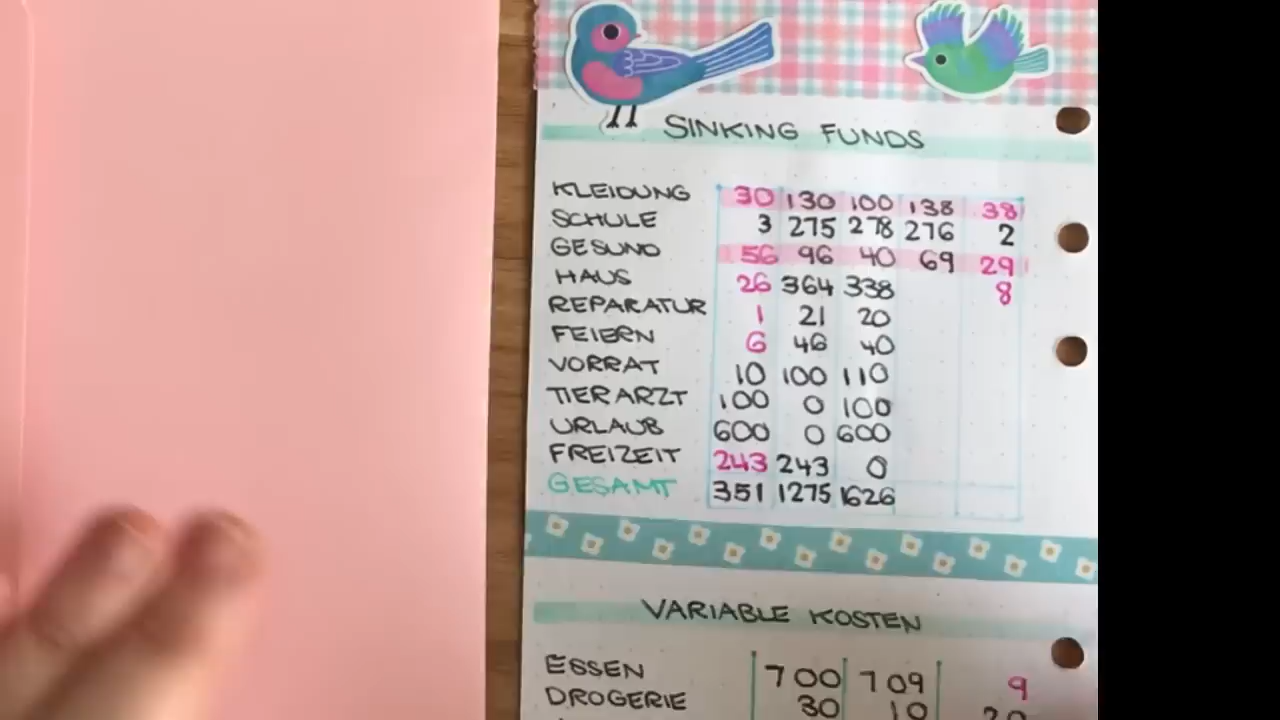 SINKING FUNDS
KLEIDUNG 30 130 100 138 38
SCHULE 3 275 278 276 2
GESUND 56 96 40 69 29
HAUS 26 364 338 8
REPARATUR 1 21 20
FEIERN 6 46 40
VORRAT 10 100 110
TIERARZT 100 0 100
URLAUB 600 0 600
FREIZEIT 243 243 0
GESAMT 351 1275 1626
VARIABLE KOSTEN
ESSEN 700 709 9
DROGERIE 30 10 20